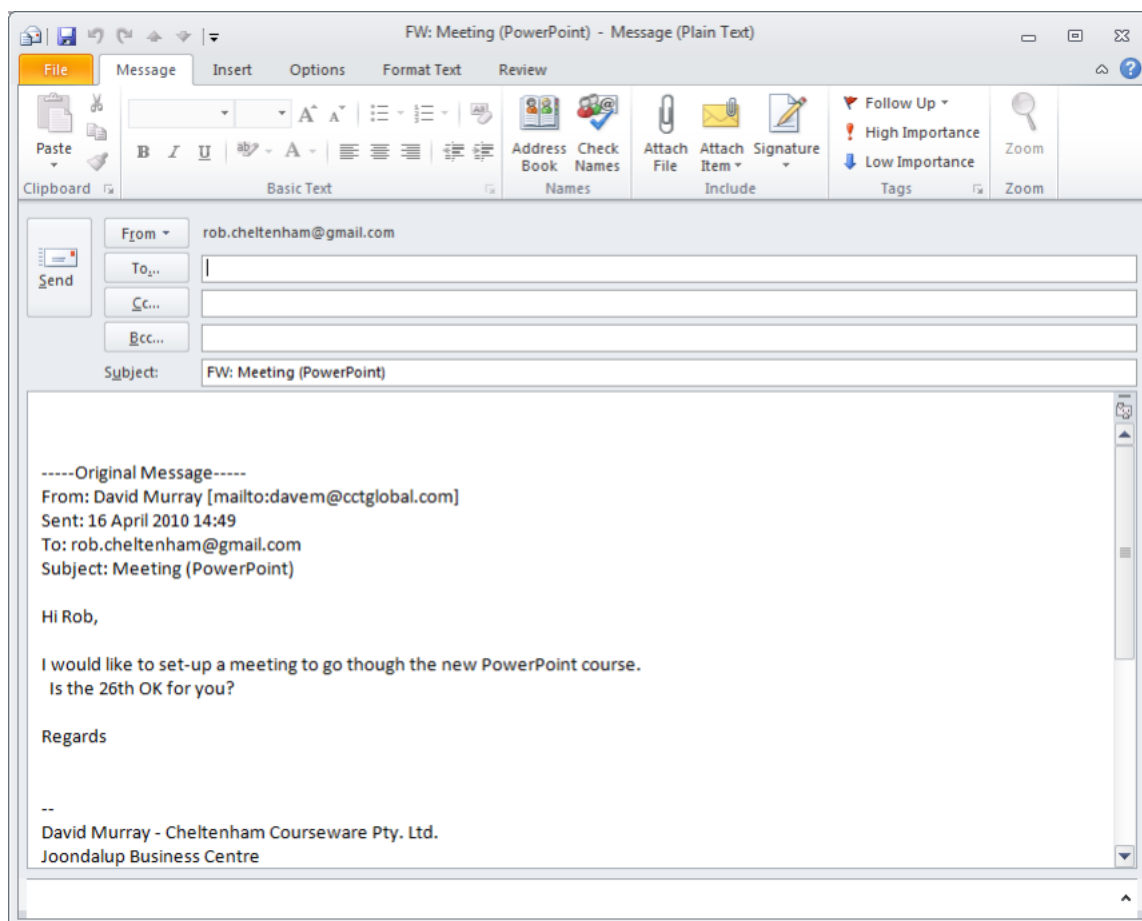 FW: Meeting (PowerPoint) - Message (Plain Text)
File Message Insert Options Format Text Review
Paste
Clipboard
B I U
Basic Text
Address Book
Check Names
Names
Attach File
Attach Item
Signature
Include
Follow Up
High Importance
Low Importance
Tags
Zoom
Zoom
Send
From rob.cheltenham@gmail.com
To...
Cc...
Bcc...
Subject: FW: Meeting (PowerPoint)
-----Original Message-----
From: David Murray [mailto:davem@cctglobal.com]
Sent: 16 April 2010 14:49
To: rob.cheltenham@gmail.com
Subject: Meeting (PowerPoint)
Hi Rob,
I would like to set-up a meeting to go though the new PowerPoint course.
Is the 26th OK for you?
Regards
--
David Murray - Cheltenham Courseware Pty. Ltd.
Joondalup Business Centre